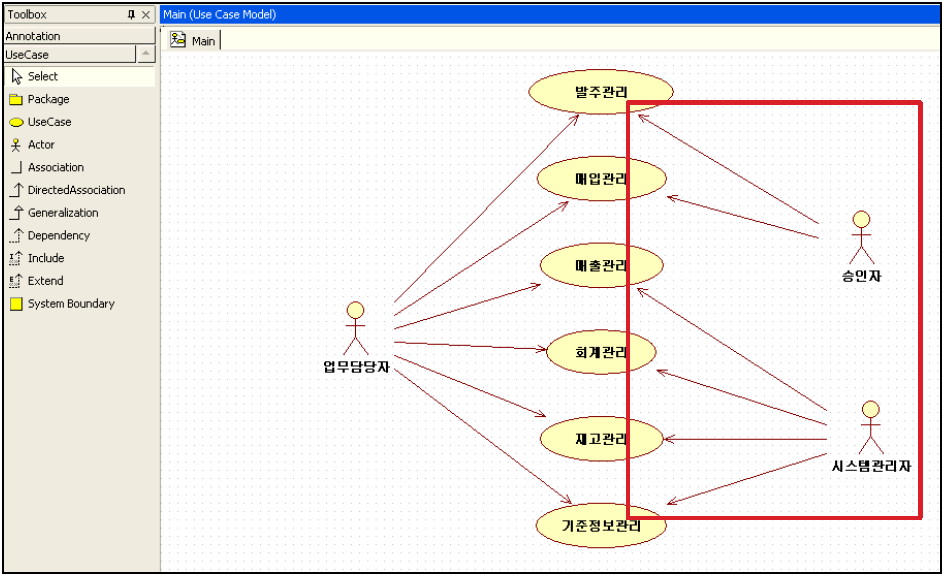 Toolbox
Annotation
UseCase
Select
Package
UseCase
Actor
Association
DirectedAssociation
Generalization
Dependency
Include
Extend
System Boundary
Main (Use Case Model)
Main
발주관리
매입관리
매출관리
회계관리
재고관리
기준정보관리
업무담당자
승인자
시스템관리자